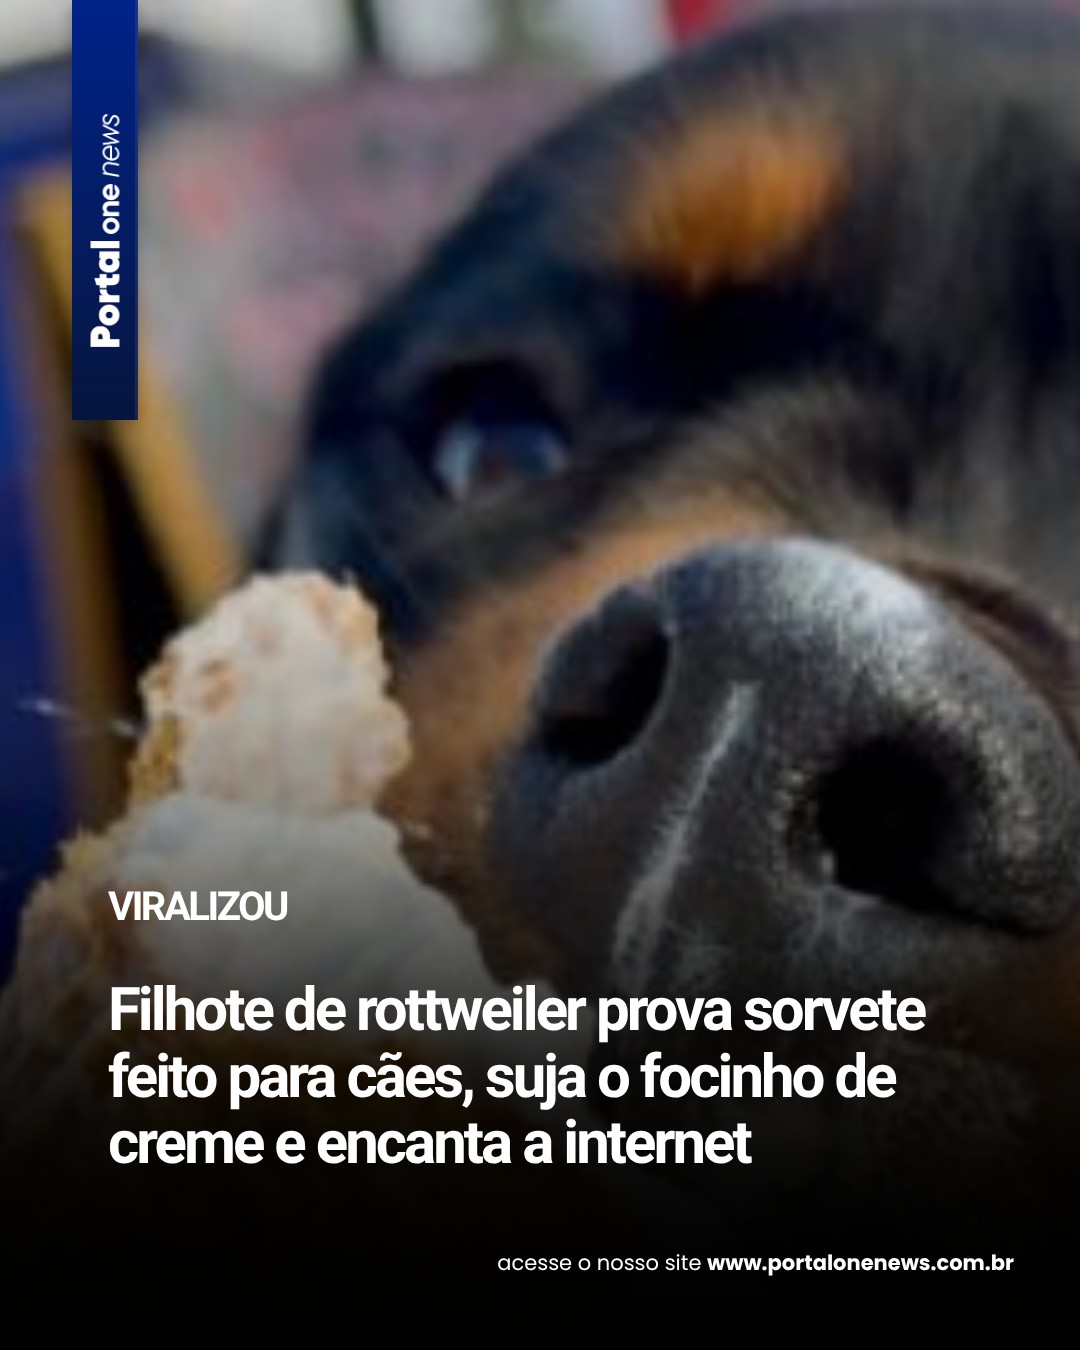 Portal one news
VIRALIZOU
Filhote de rottweiler prova sorvete
feito para cães, suja o focinho de
creme e encanta a internet
acesse o nosso site www.portalonenews.com.br